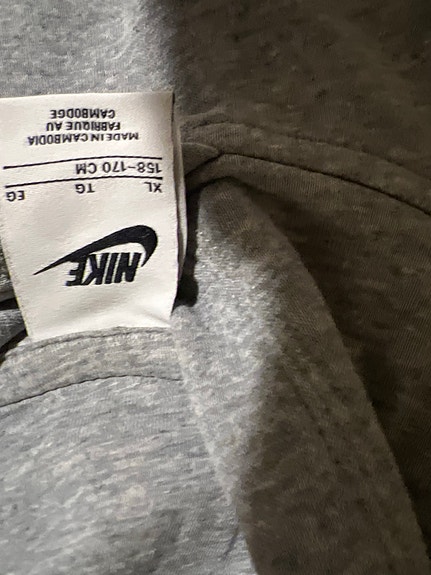 NIKE
XL TG EG
158-170 CM
MADE IN CAMBODIA
FABRIQUE AU
CAMBODGE